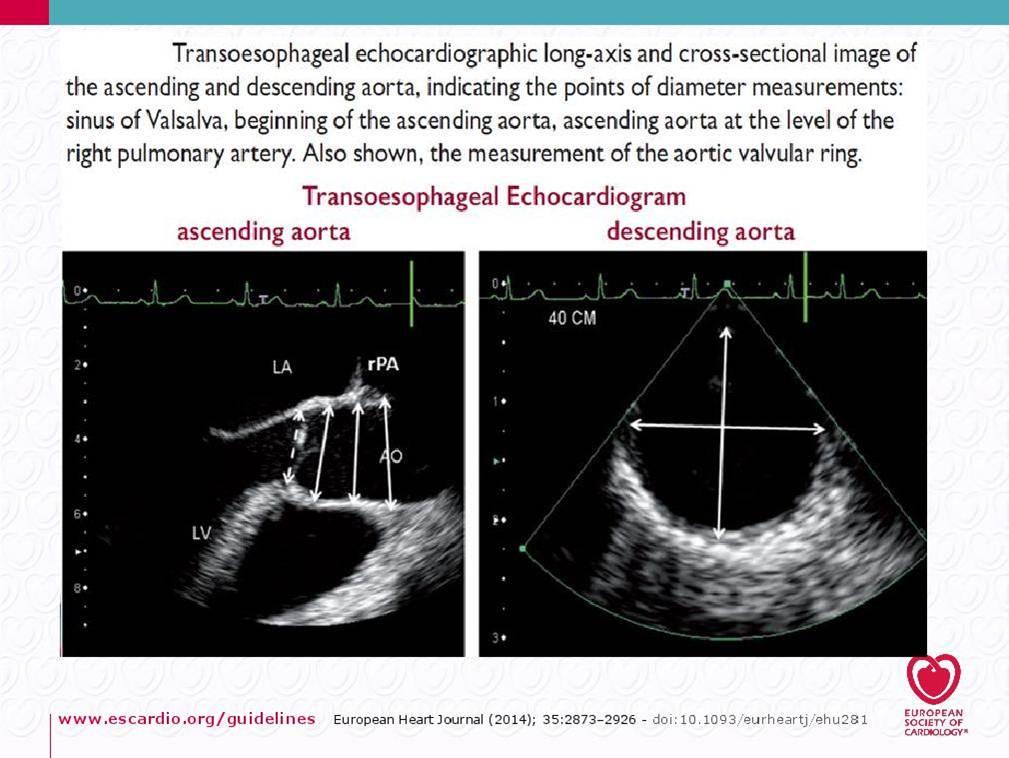 Transoesophageal echocardiographic long-axis and cross-sectional image of
the ascending and descending aorta, indicating the points of diameter measurements:
sinus of Valsalva, beginning of the ascending aorta, ascending aorta at the level of the
right pulmonary artery. Also shown, the measurement of the aortic valvular ring.
Transoesophageal Echocardiogram
ascending aorta
descending aorta
0
T
2
LA
rPA
4
AO
6
LV
8
0
T
40 CM
1
2
3
www.escardio.org/guidelines European Heart Journal (2014); 35:2873–2926 - doi:10.1093/eurheartj/ehu281
EUROPEAN
SOCIETY OF
CARDIOLOGY®